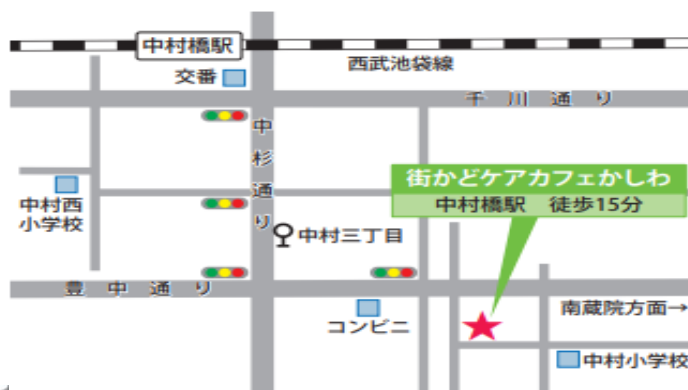 中村橋駅
西武池袋線
交番
千川通り
中杉通り
街かどケアカフェかしわ
中村橋駅 徒歩15分
中村西
小学校
中村三丁目
豊中通り
南蔵院方面→
コンビニ
中村小学校